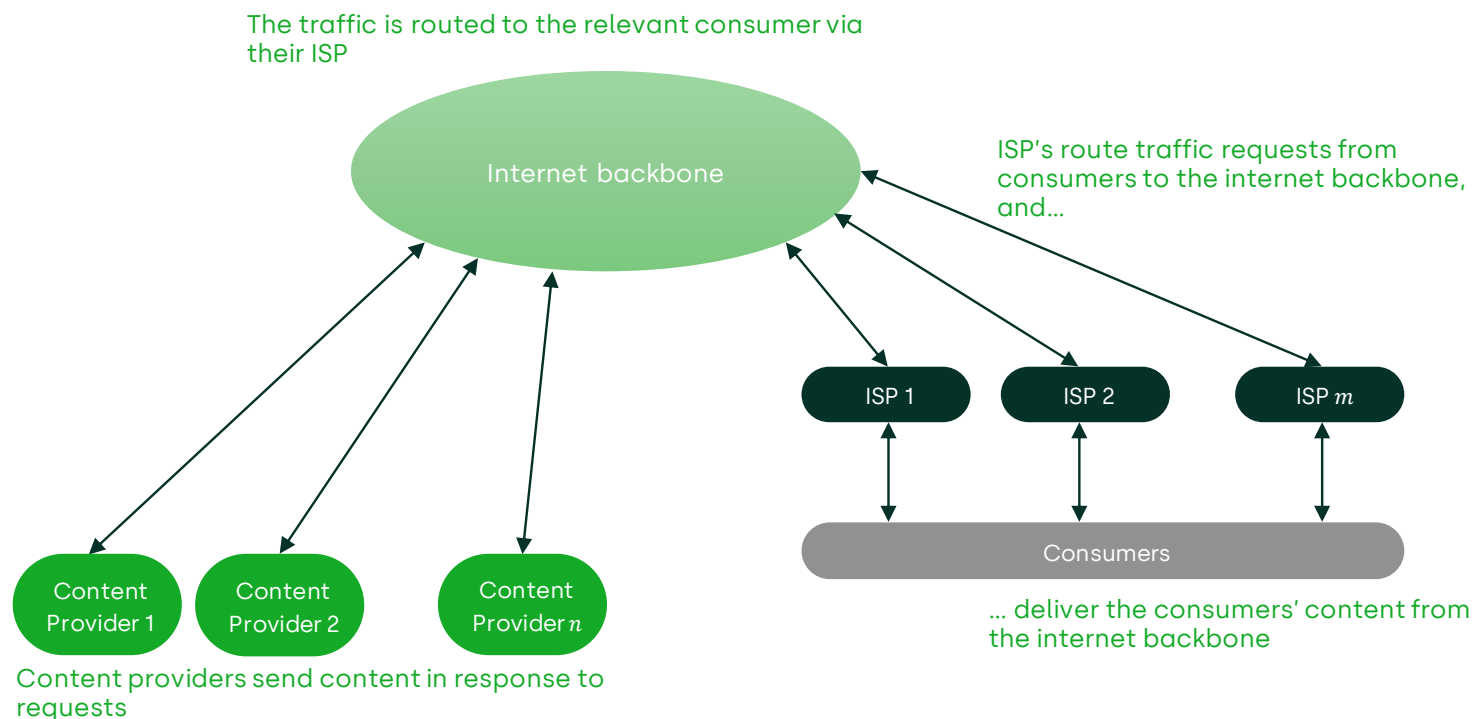 The traffic is routed to the relevant consumer via
their ISP
Internet backbone
ISP's route traffic requests from
consumers to the internet backbone,
and...
ISP 1
ISP 2
ISP m
Consumers
... deliver the consumers' content from
the internet backbone
Content
Provider 1
Content
Provider 2
Content
Provider n
Content providers send content in response to
requests